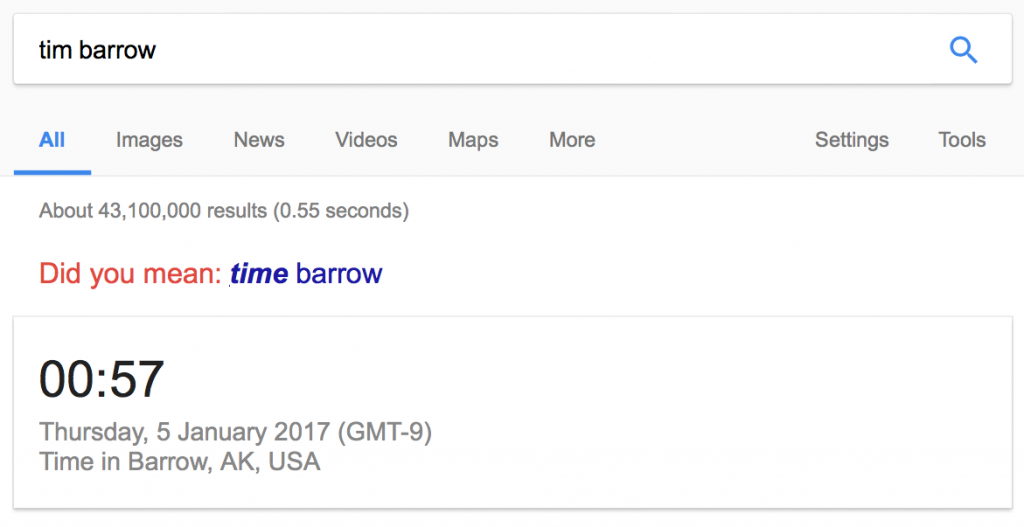 tim barrow
All Images News Videos Maps More Settings Tools
About 43,100,000 results (0.55 seconds)
Did you mean: time barrow
00:57
Thursday, 5 January 2017 (GMT-9)
Time in Barrow, AK, USA